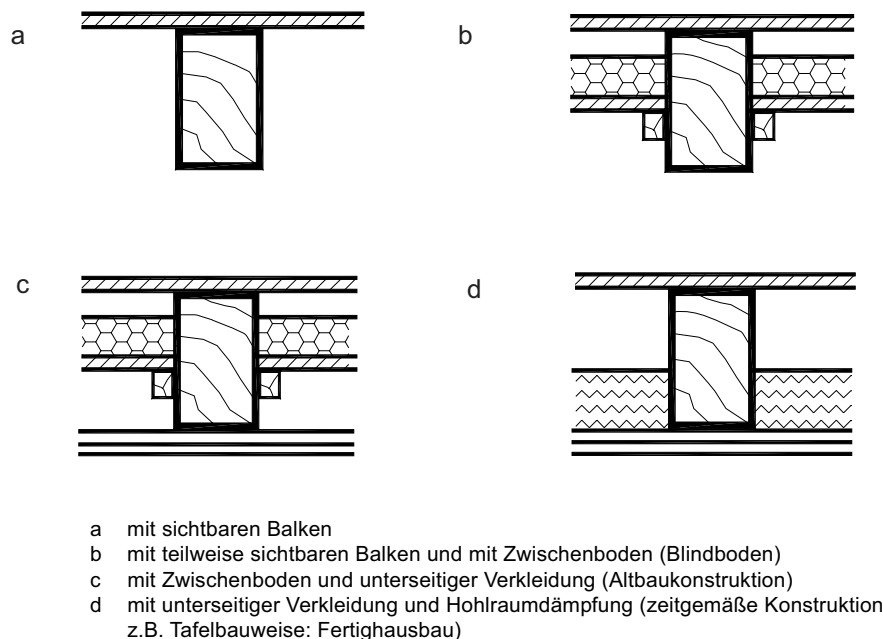 a
b
c
d
a mit sichtbaren Balken
b mit teilweise sichtbaren Balken und mit Zwischenboden (Blindboden)
c mit Zwischenboden und unterseitiger Verkleidung (Altbaukonstruktion)
d mit unterseitiger Verkleidung und Hohlraumdämpfung (zeitgemäße Konstruktion
z.B. Tafelbauweise: Fertighausbau)